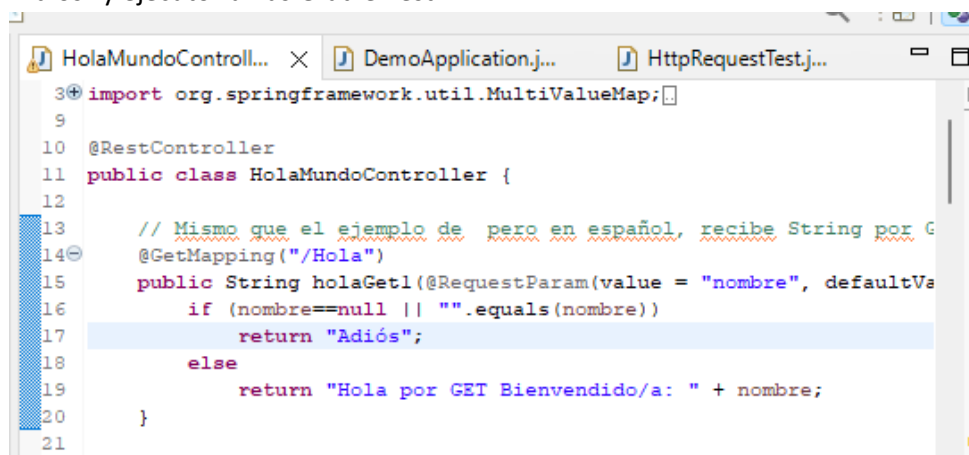 HolaMundoControll... DemoApplication.j... HttpRequestTest.j...
3 import org.springframework.util.MultiValueMap;
9
10 @RestController
11 public class HolaMundoController {
12
13 // Mismo que el ejemplo de pero en español, recibe String por G
14 @GetMapping("/Hola")
15 public String holaGet1(@RequestParam(value = "nombre", defaultVa
16 if (nombre==null || "".equals(nombre))
17 return "Adiós";
18 else
19 return "Hola por GET Bienvendido/a: " + nombre;
20 }
21